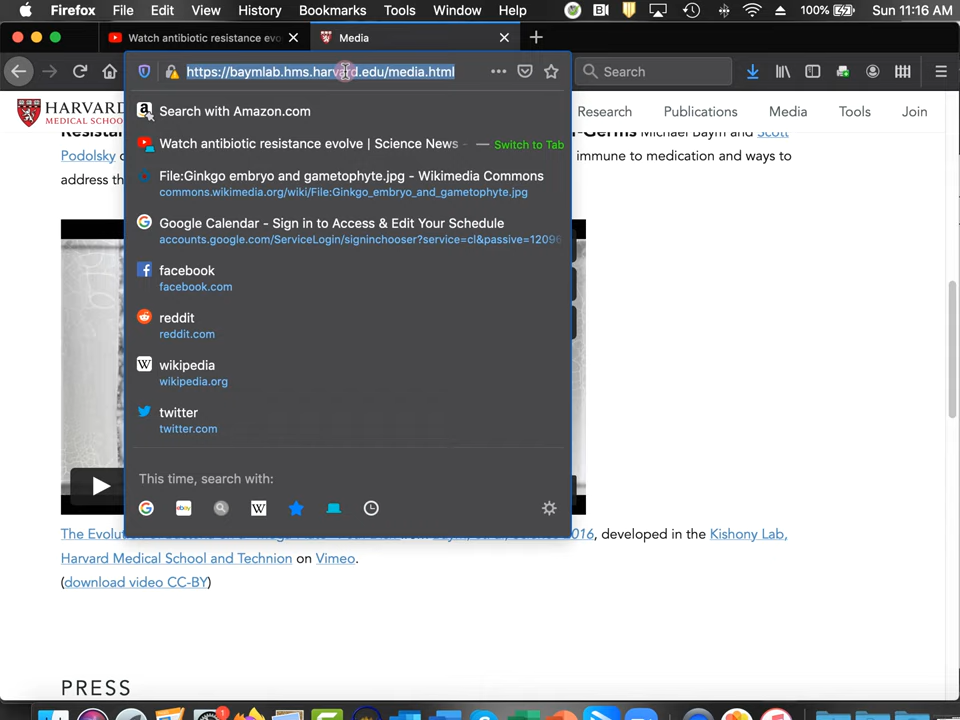 Firefox File Edit View History Bookmarks Tools Window Help 100% Sun 11:16 AM
Watch antibiotic resistance evo
Media
https://baymlab.hms.harvard.edu/media.html
Search
HARVARD
MEDICAL SCHOOL
Research Publications Media Tools Join
Search with Amazon.com
Watch antibiotic resistance evolve | Science News - — Switch to Tab
File:Ginkgo embryo and gametophyte.jpg - Wikimedia Commons
commons.wikimedia.org/wiki/File:Ginkgo_embryo_and_gametophyte.jpg
Google Calendar - Sign in to Access & Edit Your Schedule
accounts.google.com/ServiceLogin/signinchooser?service=cl&passive=12096
facebook
facebook.com
reddit
reddit.com
wikipedia
wikipedia.org
twitter
twitter.com
This time, search with:
Michael Baym and Scott
Podolsky
immune to medication and ways to
address th
2016, developed in the Kishony Lab,
Harvard Medical School and Technion on Vimeo.
(download video CC-BY)
PRESS